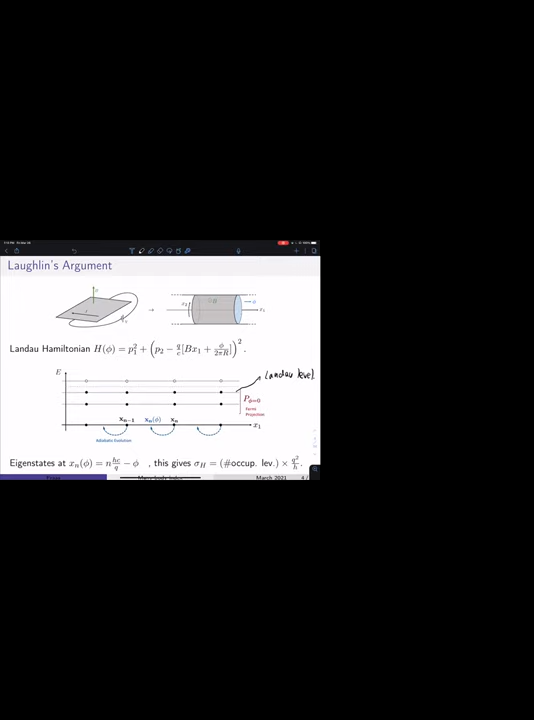 Laughlin's Argument
Landau Hamiltonian H(ϕ) = p₁² + (p₂ − q/c [Bx₁ + ϕ/2πR])².
Landau level
E
P_{ϕ=0}
Fermi
Projection
x_{n−1} x_n(ϕ) x_n
x₁
Adiabatic Evolution
Eigenstates at x_n(ϕ) = n hc/q − ϕ , this gives σ_H = (#occup. lev.) × q²/h.
March 2021 4 /